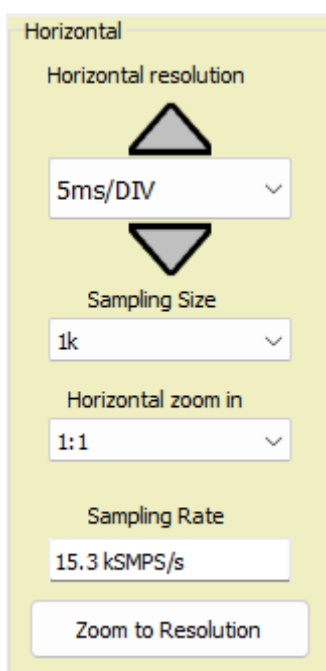 Horizontal
Horizontal resolution
5ms/DIV
Sampling Size
1k
Horizontal zoom in
1:1
Sampling Rate
15.3 kSMPS/s
Zoom to Resolution